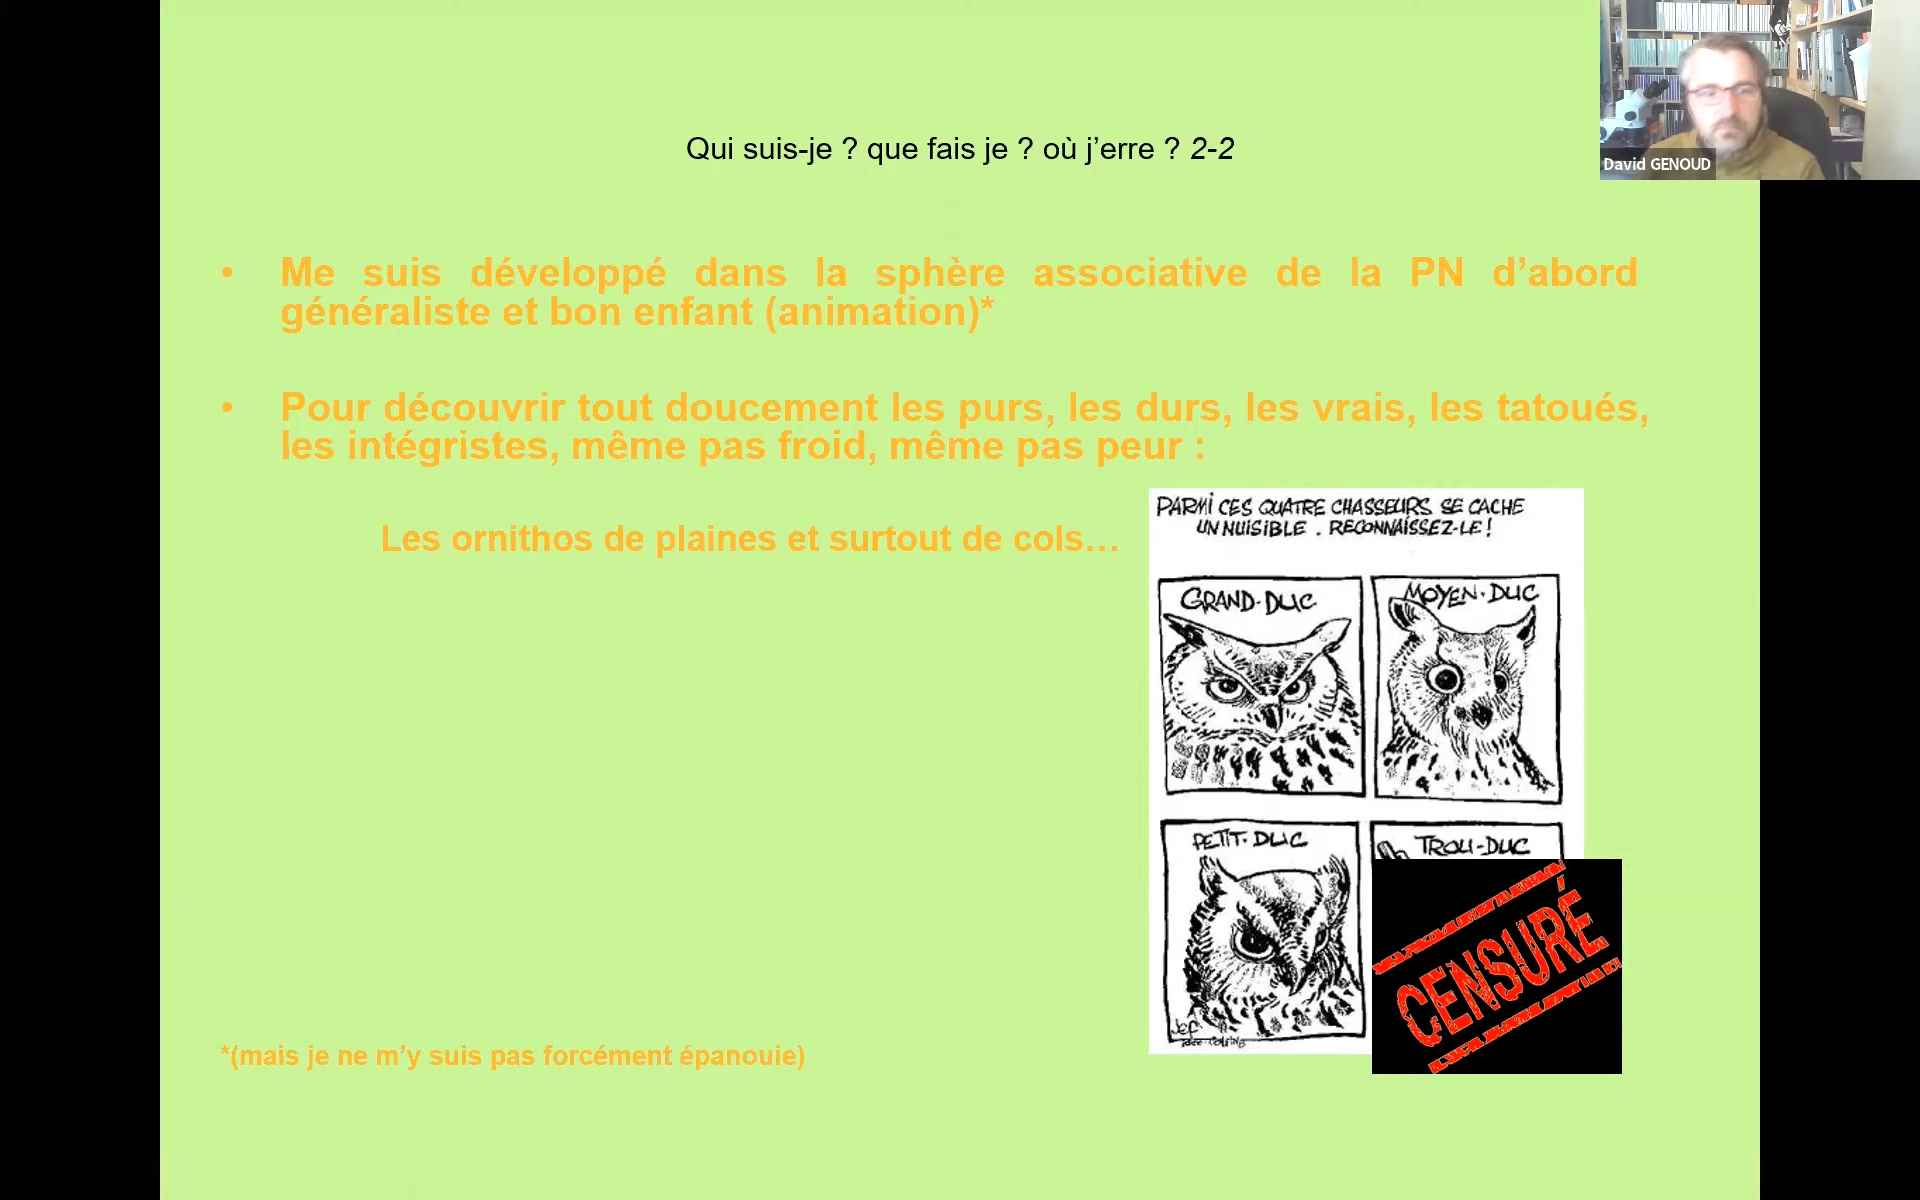 Qui suis-je ? que fais je ? où j’erre ? 2-2
David GENOUD
• Me suis développé dans la sphère associative de la PN d’abord
généraliste et bon enfant (animation)*
• Pour découvrir tout doucement les purs, les durs, les vrais, les tatoués,
les intégristes, même pas froid, même pas peur :
Les ornithos de plaines et surtout de cols…
PARMI CES QUATRE CHASSEURS SE CACHE
UN NUISIBLE . RECONNAISSEZ-LE !
GRAND-DUC
MOYEN-DUC
PETIT-DUC
TROU-DUC
CENSURÉ
Jef
*(mais je ne m’y suis pas forcément épanouie)